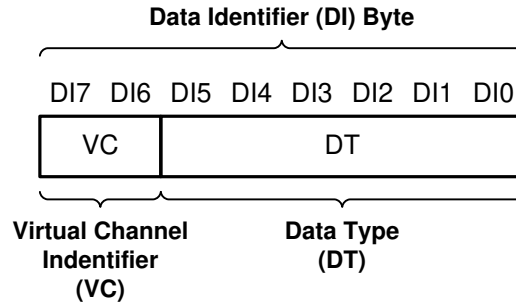 Data Identifier (DI) Byte
DI7 DI6 DI5 DI4 DI3 DI2 DI1 DI0
VC DT
Virtual Channel
Indentifier
(VC)
Data Type
(DT)